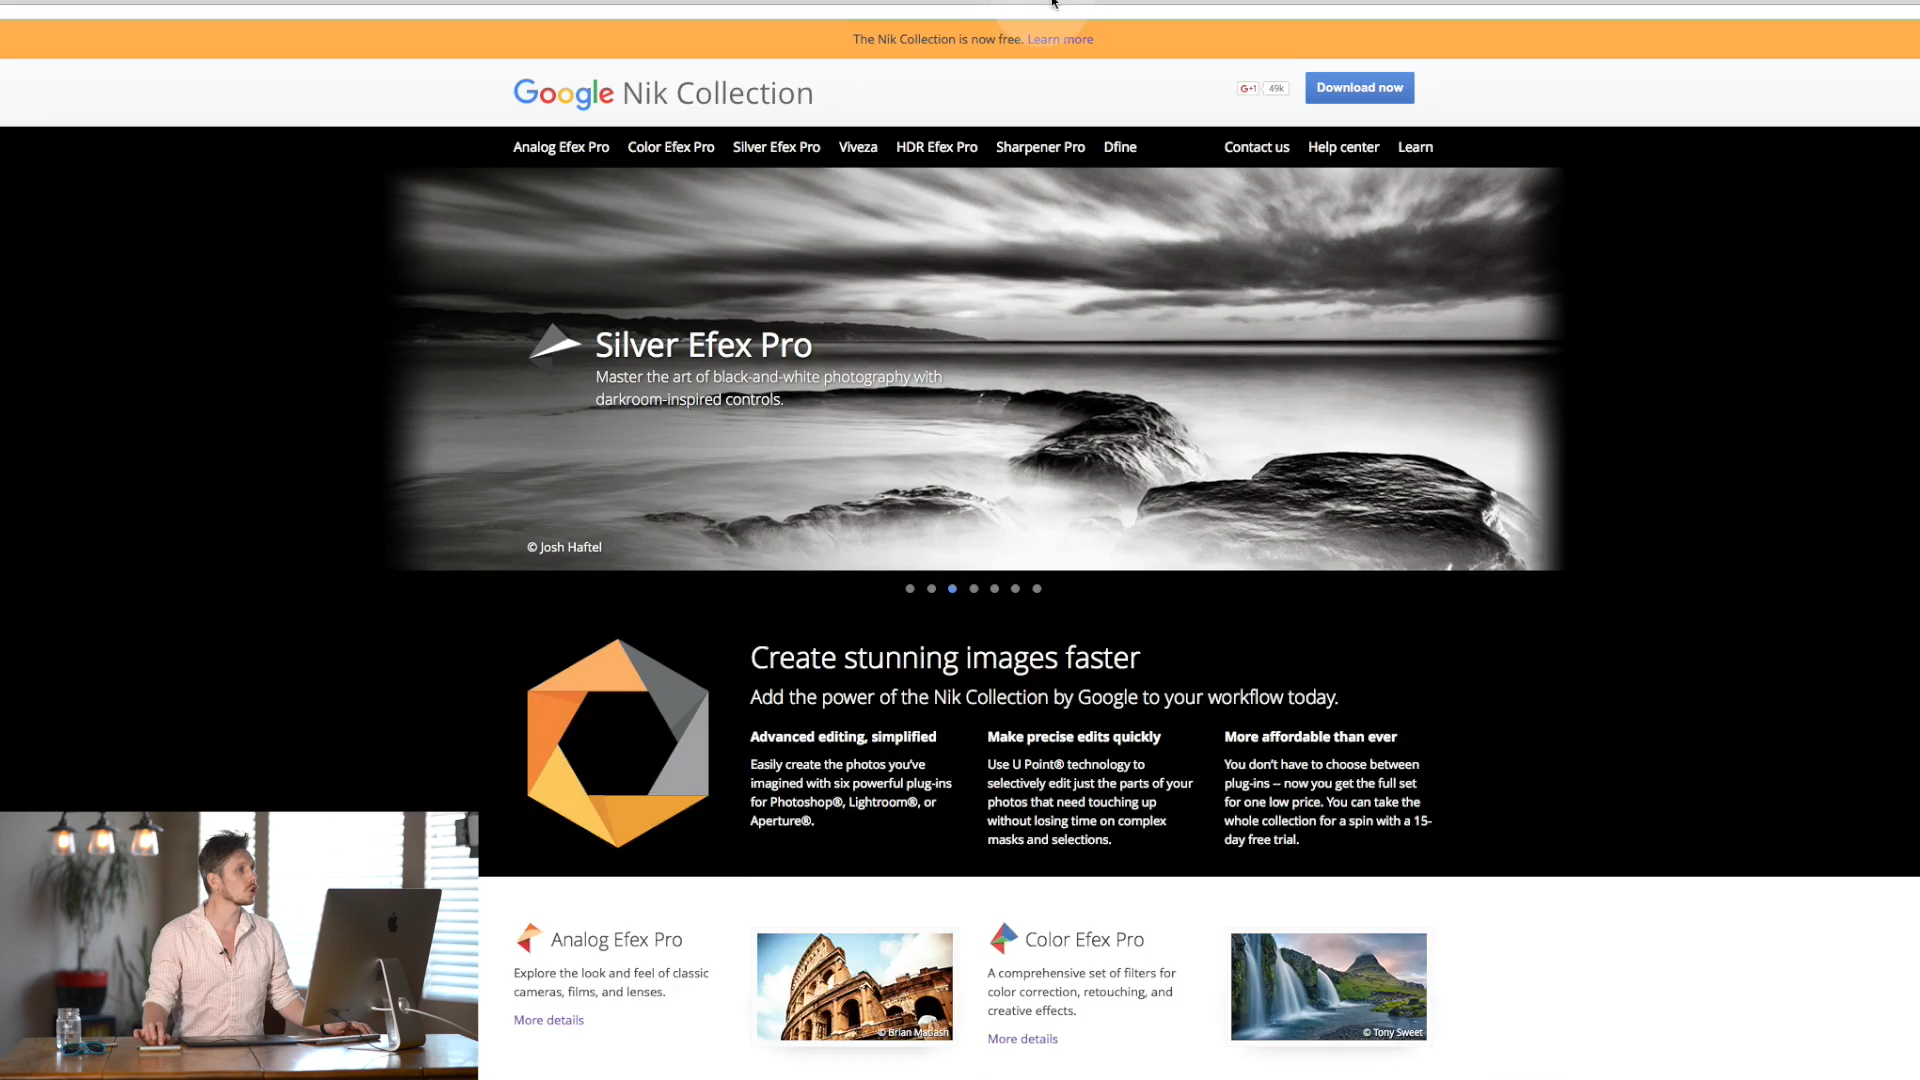 The Nik Collection is now free. Learn more
Google Nik Collection
G+1 49k
Download now
Analog Efex Pro Color Efex Pro Silver Efex Pro Viveza HDR Efex Pro Sharpener Pro Dfine Contact us Help center Learn
Silver Efex Pro
Master the art of black-and-white photography with
darkroom-inspired controls.
© Josh Haftel
Create stunning images faster
Add the power of the Nik Collection by Google to your workflow today.
Advanced editing, simplified
Easily create the photos you've
imagined with six powerful plug-ins
for Photoshop®, Lightroom®, or
Aperture®.
Make precise edits quickly
Use U Point® technology to
selectively edit just the parts of your
photos that need touching up
without losing time on complex
masks and selections.
More affordable than ever
You don't have to choose between
plug-ins -- now you get the full set
for one low price. You can take the
whole collection for a spin with a 15-
day free trial.
Analog Efex Pro
Explore the look and feel of classic
cameras, films, and lenses.
More details
© Brian Matiash
Color Efex Pro
A comprehensive set of filters for
color correction, retouching, and
creative effects.
More details
© Tony Sweet